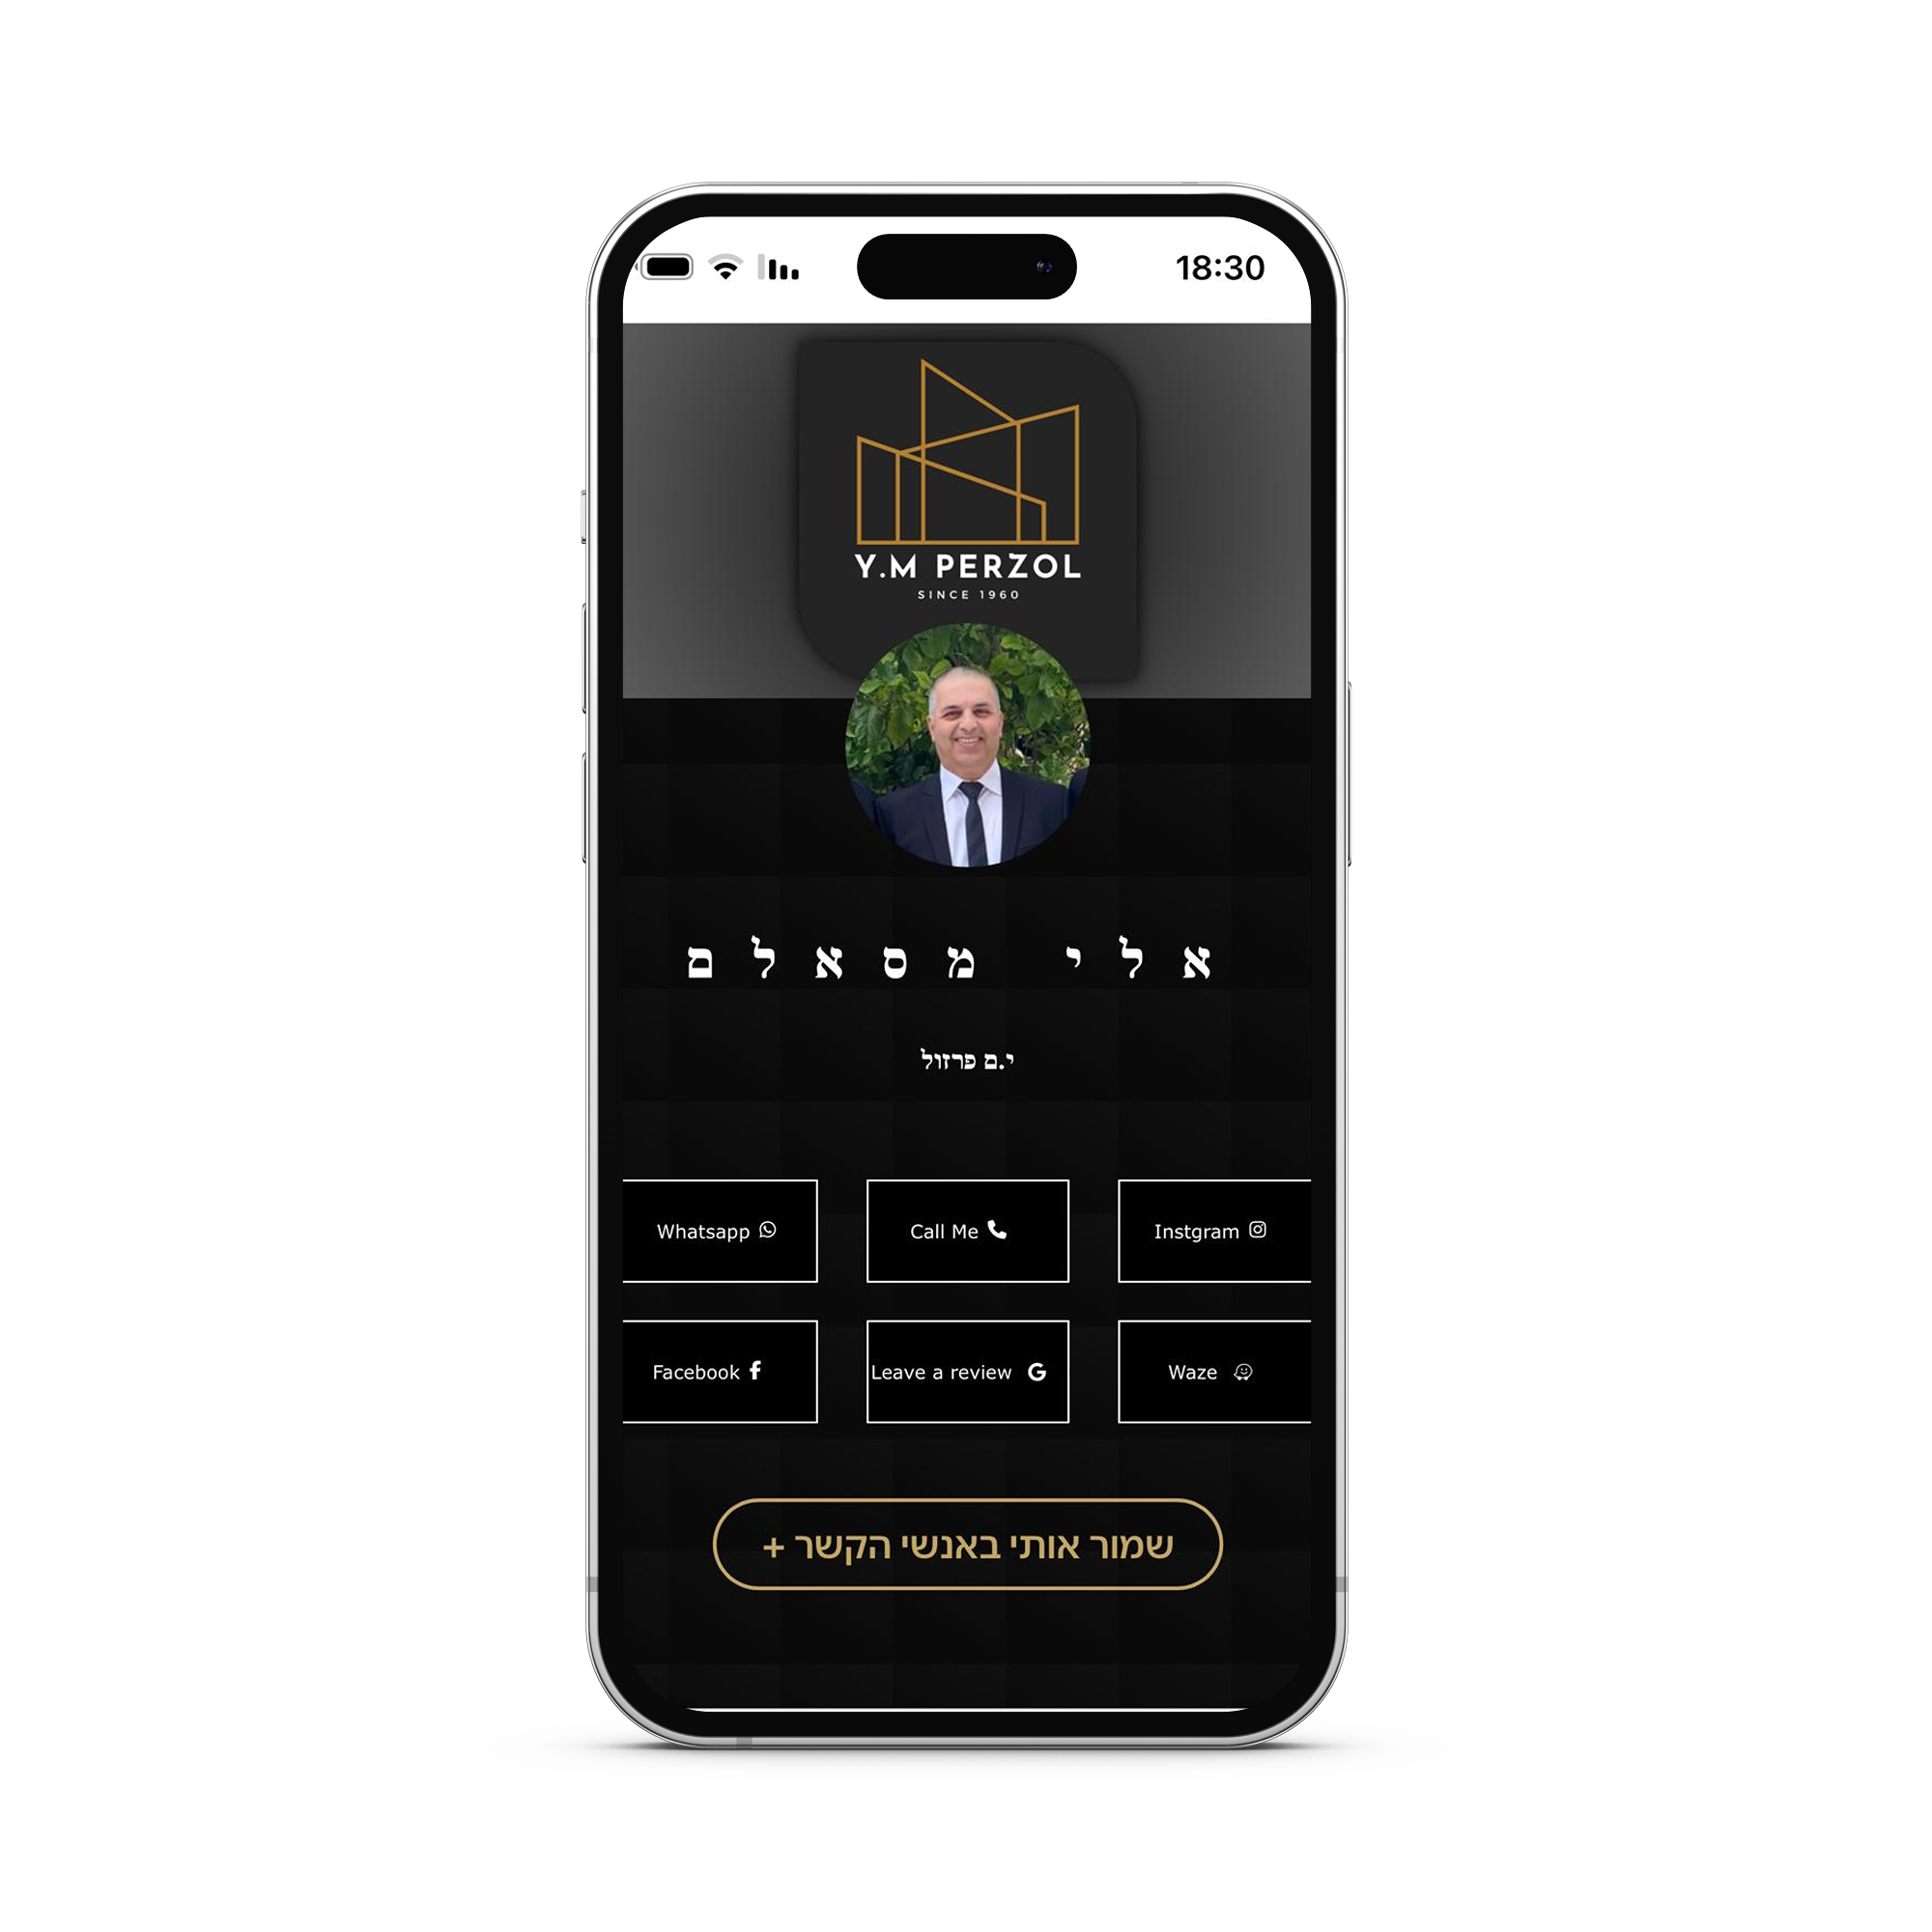 18:30
Y.M PERZOL
SINCE 1960
אלי מסאלם
י.ם פרזול
Whatsapp
Call Me
Instgram
Facebook
Leave a review
Waze
שמור אותי באנשי הקשר +